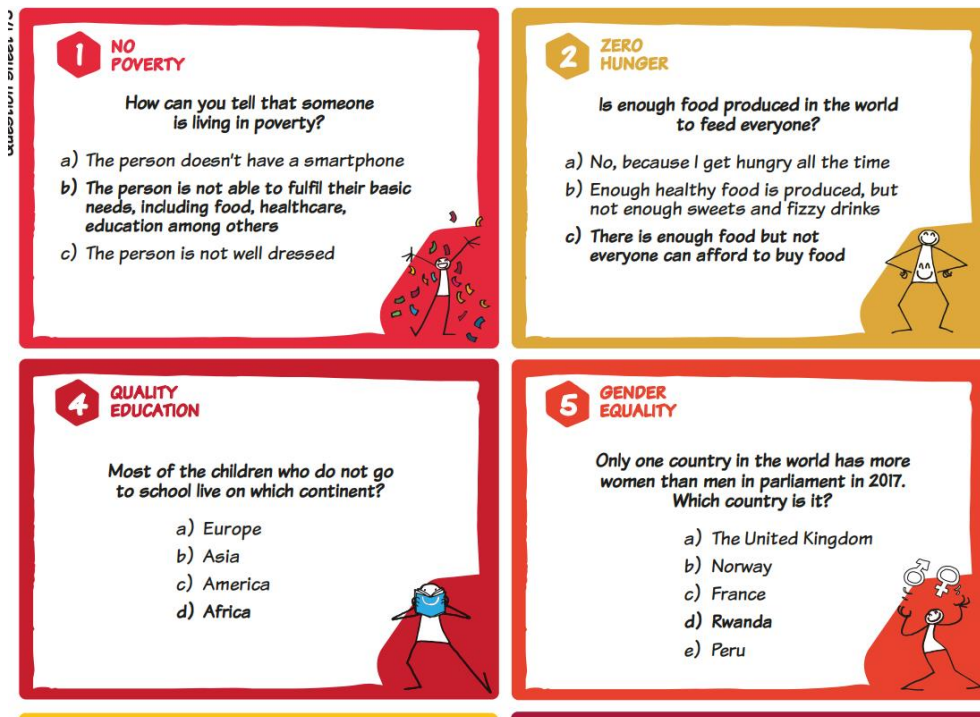 Question sheet 1/3
1
NO
POVERTY
How can you tell that someone
is living in poverty?
a) The person doesn't have a smartphone
b) The person is not able to fulfil their basic
needs, including food, healthcare,
education among others
c) The person is not well dressed
2
ZERO
HUNGER
Is enough food produced in the world
to feed everyone?
a) No, because I get hungry all the time
b) Enough healthy food is produced, but
not enough sweets and fizzy drinks
c) There is enough food but not
everyone can afford to buy food
4
QUALITY
EDUCATION
Most of the children who do not go
to school live on which continent?
a) Europe
b) Asia
c) America
d) Africa
5
GENDER
EQUALITY
Only one country in the world has more
women than men in parliament in 2017.
Which country is it?
a) The United Kingdom
b) Norway
c) France
d) Rwanda
e) Peru